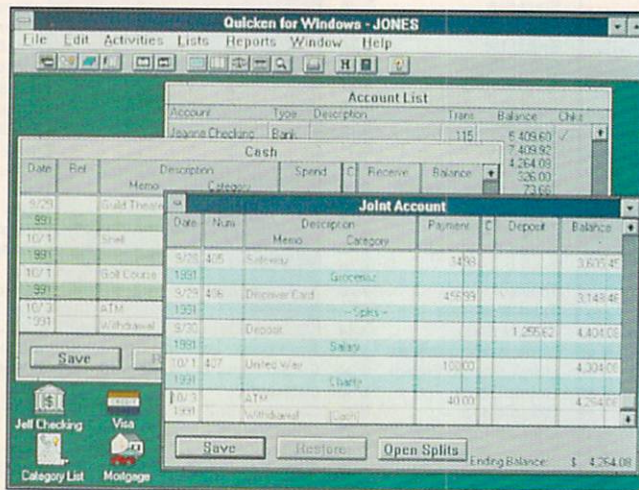 Quicken for Windows - JONES
File Edit Activities Lists Reports Window Help
H
?
Account List
Account Type Description Trans Balance Chks
Joanne Checking Bank 115 5,409.60 ✓
7,409.92
4,264.08
326.00
73.66
Cash
Date Ref Description Spend C Receive Balance
Memo Category
9/29 Guild Theatre
1991
10/1 Shell
1991
10/1 Golf Course
1991
10/3 ATM
1991 Withdrawal
Save
Joint Account
Date Num Description Payment C Deposit Balance
Memo Category
9/28 405 Safeway 34 98 3,605 45
1991 Groceries
9/29 406 Discover Card 456 99 3,148 46
1991 -Splits-
9/30 Deposit 1,255 62 4,404 08
1991 Salary
10/1 407 United Way 100 00 4,304 08
1991 Charity
10/3 ATM 40 00 4,264 08
1991 Withdrawal [Cash]
Save Restore Open Splits Ending Balance: $ 4,264.08
Jeff Checking Visa
Category List Mortgage